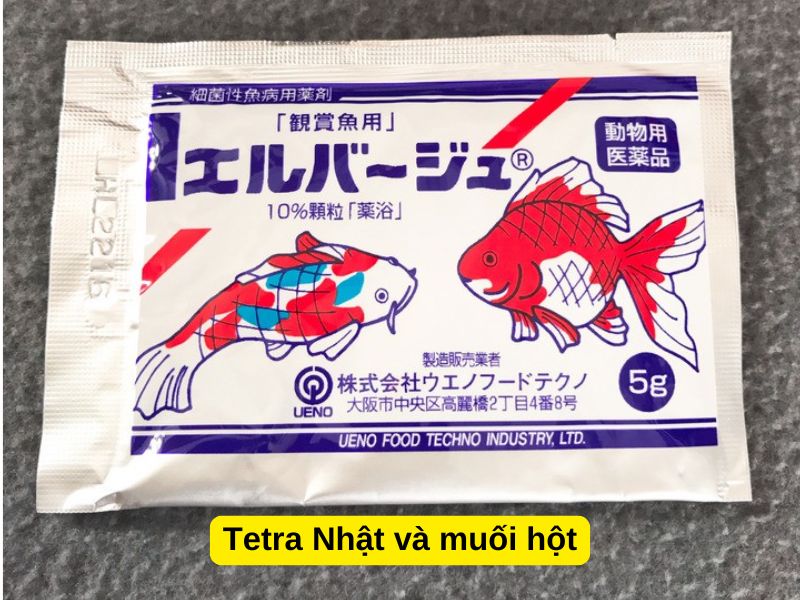 細菌性魚病用薬剤
「観賞魚用」
動物用
医薬品
エルバージュ®
10%顆粒「薬浴」
製造販売業者
UENO
株式会社ウエノフードテクノ
大阪市中央区高麗橋2丁目4番8号
5g
UENO FOOD TECHNO INDUSTRY, LTD.
Tetra Nhật và muối hột